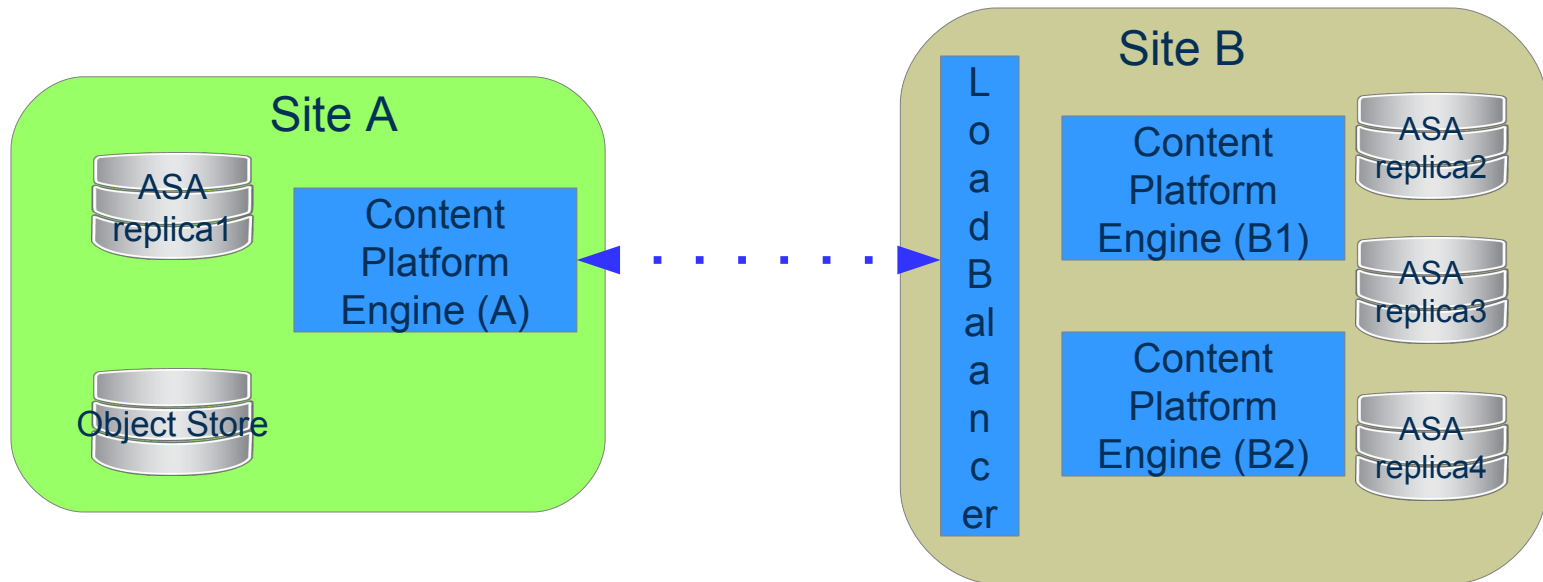 Site A
ASA
replica1
Content
Platform
Engine (A)
Object Store
Site B
L
o
a
d
B
al
a
n
c
er
Content
Platform
Engine (B1)
Content
Platform
Engine (B2)
ASA
replica2
ASA
replica3
ASA
replica4